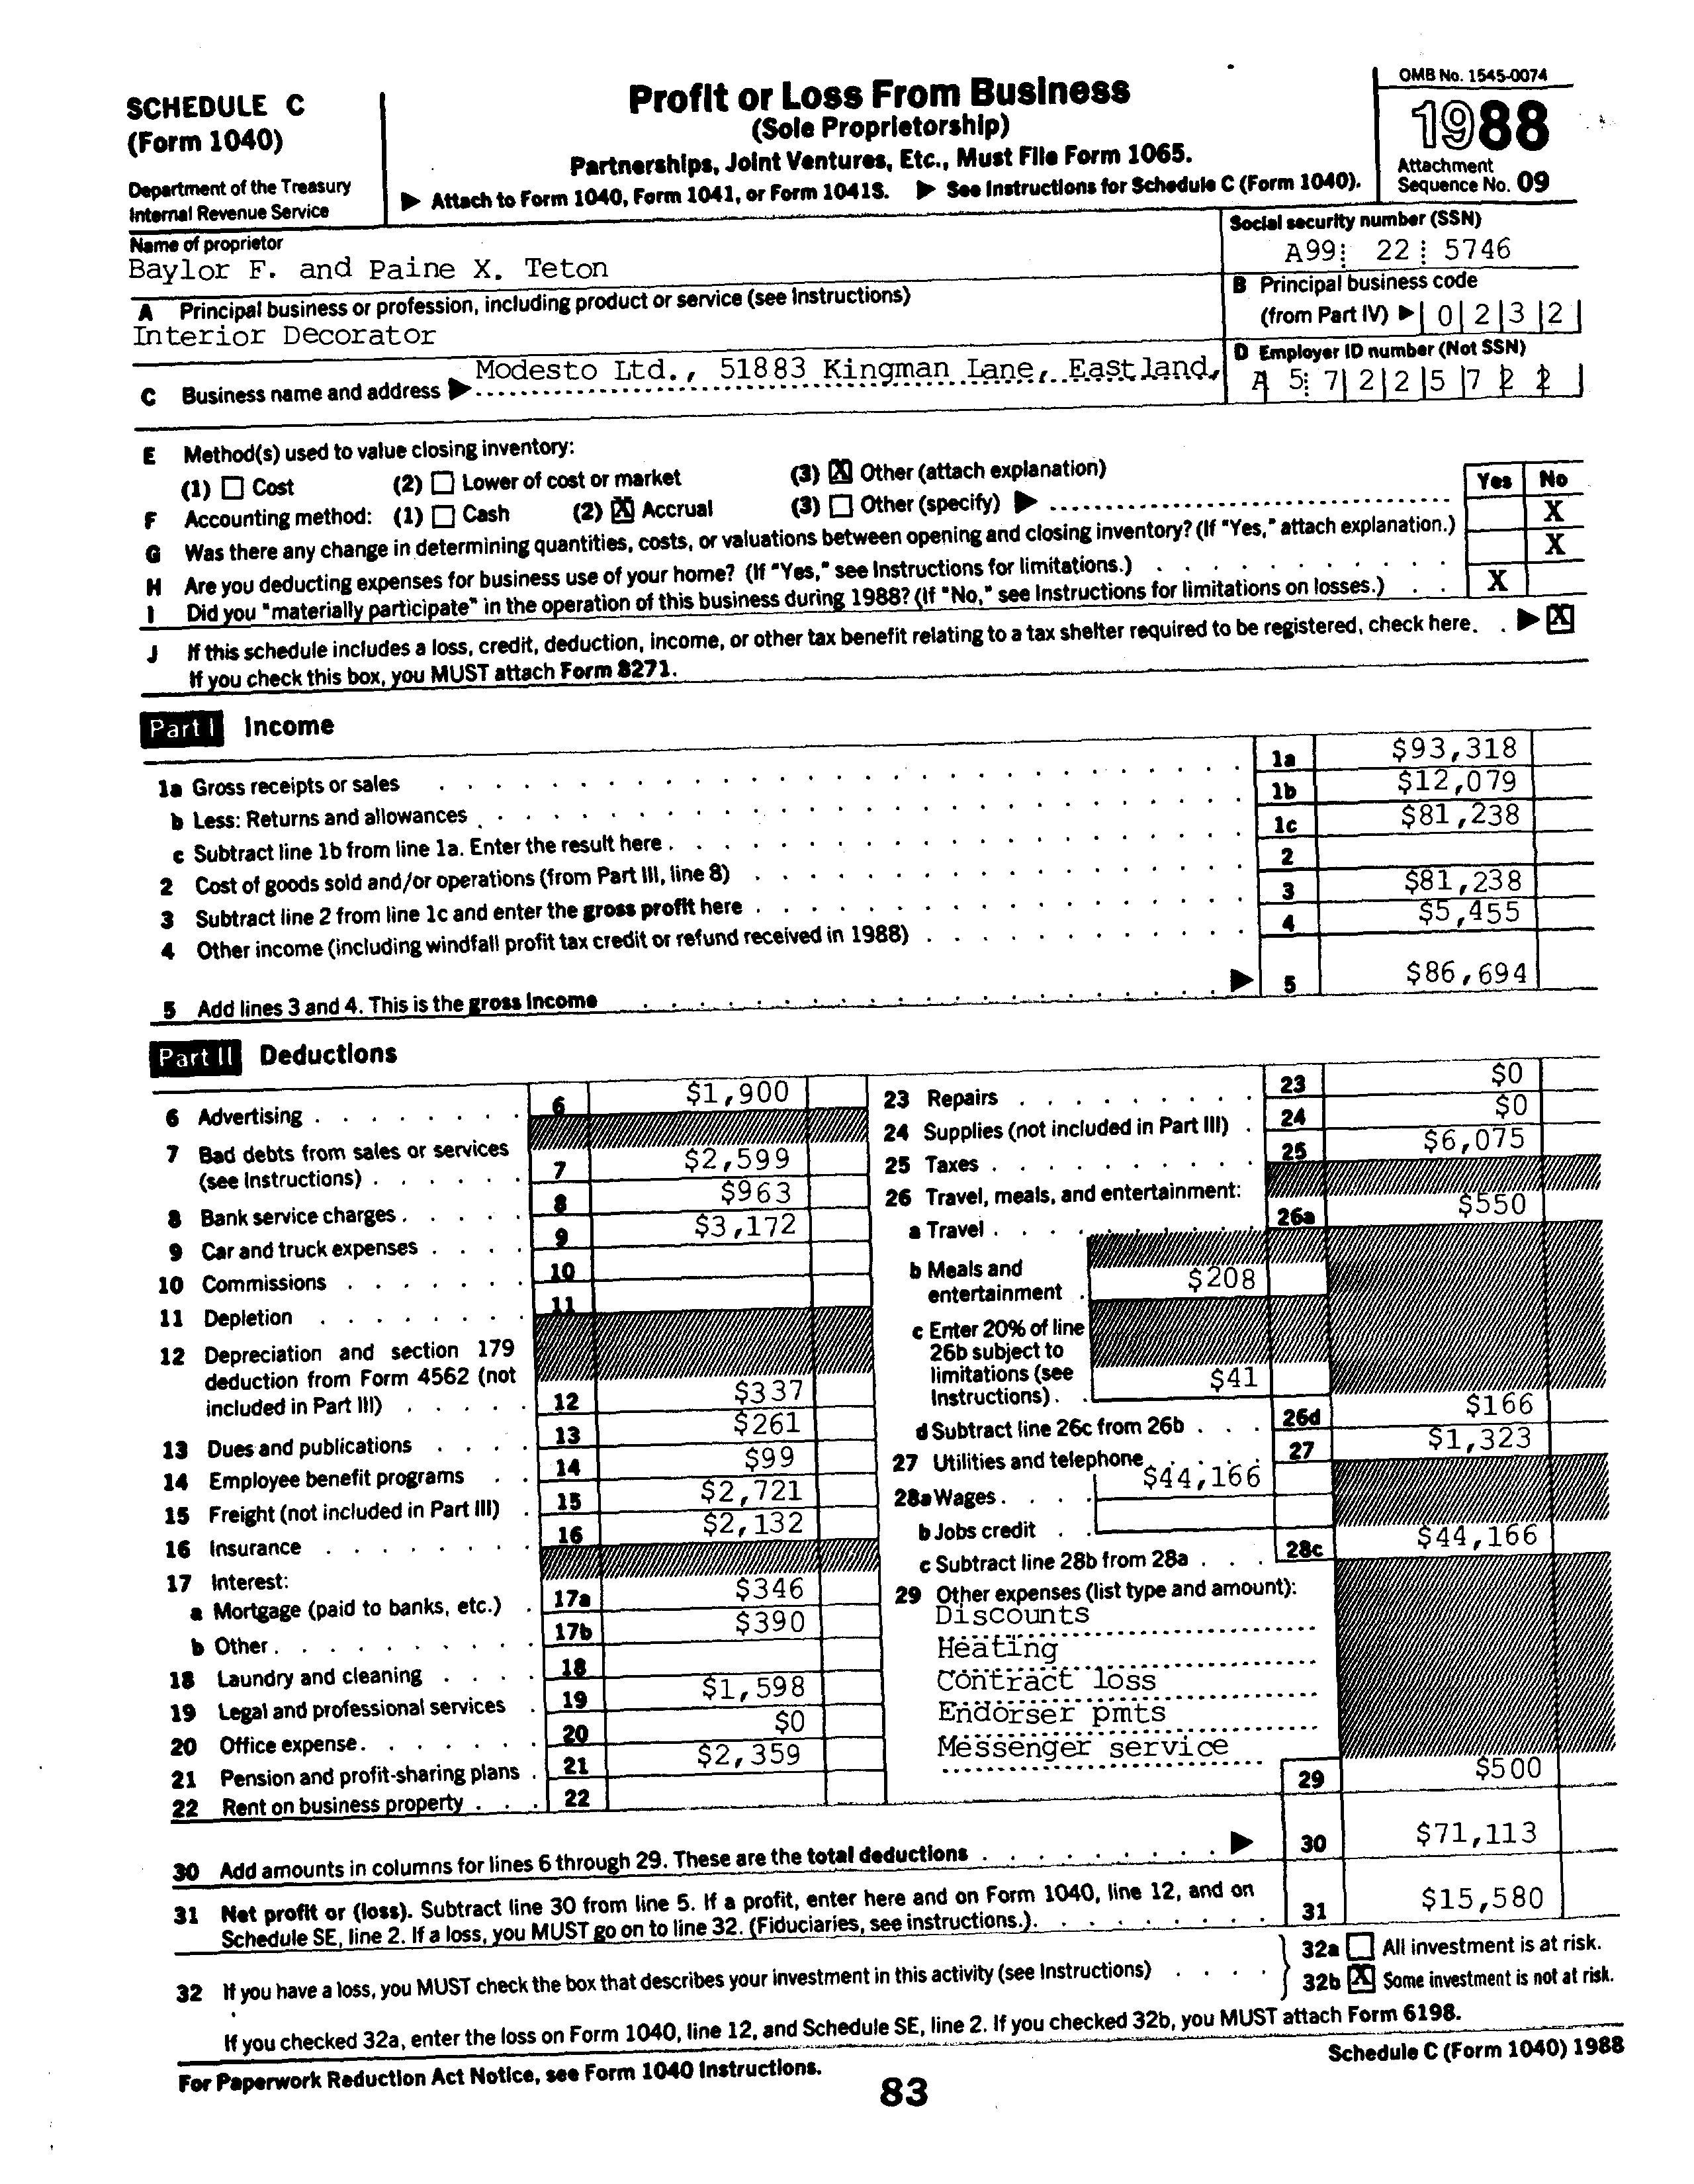 SCHEDULE C
(Form 1040)
Department of the Treasury
Internal Revenue Service
Profit or Loss From Business
(Sole Proprietorship)
Partnerships, Joint Ventures, Etc., Must File Form 1065.
▶ Attach to Form 1040, Form 1041, or Form 1041S. ▶ See Instructions for Schedule C (Form 1040).
OMB No. 1545-0074
1988
Attachment
Sequence No. 09
Name of proprietor
Baylor F. and Paine X. Teton
Social security number (SSN)
A99 22 5746
A Principal business or profession, including product or service (see Instructions)
Interior Decorator
B Principal business code
(from Part IV) ▶ 0 2 3 2
C Business name and address ▶ Modesto Ltd., 51883 Kingman Lane, Eastland,
D Employer ID number (Not SSN)
A 5 7 2 2 5 7 2 2
E Method(s) used to value closing inventory:
(1) ☐ Cost (2) ☐ Lower of cost or market (3) ☒ Other (attach explanation)
Yes No
F Accounting method: (1) ☐ Cash (2) ☒ Accrual (3) ☐ Other (specify) ▶
G Was there any change in determining quantities, costs, or valuations between opening and closing inventory? (If "Yes," attach explanation.) X
H Are you deducting expenses for business use of your home? (If "Yes," see Instructions for limitations.) X
I Did you "materially participate" in the operation of this business during 1988? (If "No," see Instructions for limitations on losses.) X
J If this schedule includes a loss, credit, deduction, income, or other tax benefit relating to a tax shelter required to be registered, check here. ▶ ☒
If you check this box, you MUST attach Form 8271.
Part I Income
1a Gross receipts or sales 1a $93,318
b Less: Returns and allowances 1b $12,079
c Subtract line 1b from line 1a. Enter the result here 1c $81,238
2 Cost of goods sold and/or operations (from Part III, line 8) 2
3 Subtract line 2 from line 1c and enter the gross profit here 3 $81,238
4 Other income (including windfall profit tax credit or refund received in 1988) 4 $5,455
5 Add lines 3 and 4. This is the gross income ▶ 5 $86,694
Part II Deductions
6 Advertising 6 $1,900
7 Bad debts from sales or services
(see Instructions) 7 $2,599
8 Bank service charges 8 $963
9 Car and truck expenses 9 $3,172
10 Commissions 10
11 Depletion 11
12 Depreciation and section 179
deduction from Form 4562 (not
included in Part III) 12 $337
13 Dues and publications 13 $261
14 Employee benefit programs 14 $99
15 Freight (not included in Part III) 15 $2,721
16 Insurance 16 $2,132
17 Interest:
a Mortgage (paid to banks, etc.) 17a $346
b Other 17b $390
18 Laundry and cleaning 18
19 Legal and professional services 19 $1,598
20 Office expense 20 $0
21 Pension and profit-sharing plans 21 $2,359
22 Rent on business property 22
23 Repairs 23 $0
24 Supplies (not included in Part III) 24 $0
25 Taxes 25 $6,075
26 Travel, meals, and entertainment:
a Travel 26a $550
b Meals and
entertainment $208
c Enter 20% of line
26b subject to
limitations (see
Instructions) $41
d Subtract line 26c from 26b 26d $166
27 Utilities and telephone 27 $1,323
28a Wages $44,166
b Jobs credit
c Subtract line 28b from 28a 28c $44,166
29 Other expenses (list type and amount):
Discounts
Heating
Contract loss
Endorser pmts
Messenger service
29 $500
30 Add amounts in columns for lines 6 through 29. These are the total deductions ▶ 30 $71,113
31 Net profit or (loss). Subtract line 30 from line 5. If a profit, enter here and on Form 1040, line 12, and on
Schedule SE, line 2. If a loss, you MUST go on to line 32. (Fiduciaries, see instructions.) 31 $15,580
32 If you have a loss, you MUST check the box that describes your investment in this activity (see Instructions)
32a ☐ All investment is at risk.
32b ☒ Some investment is not at risk.
If you checked 32a, enter the loss on Form 1040, line 12, and Schedule SE, line 2. If you checked 32b, you MUST attach Form 6198.
For Paperwork Reduction Act Notice, see Form 1040 Instructions.
Schedule C (Form 1040) 1988
83